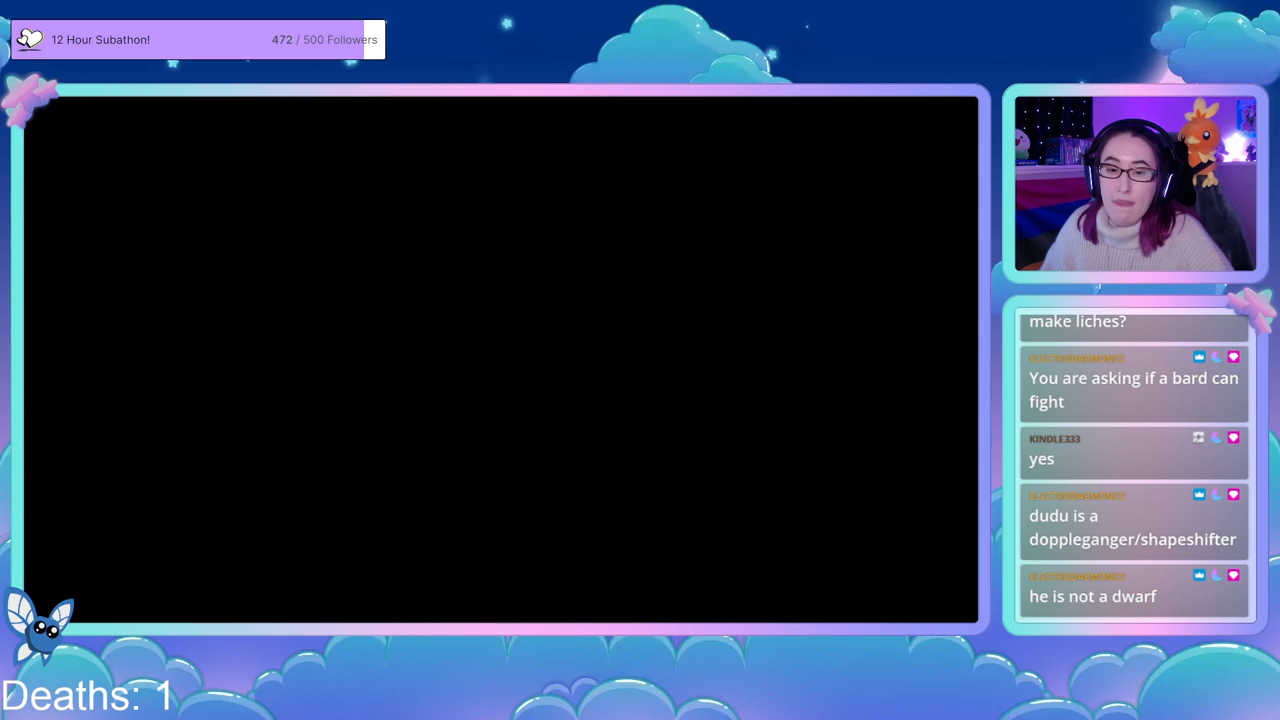 12 Hour Subathon!
472 / 500 Followers
make liches?
You are asking if a bard can
fight
KINDLE333
yes
dudu is a
doppleganger/shapeshifter
he is not a dwarf
Deaths: 1